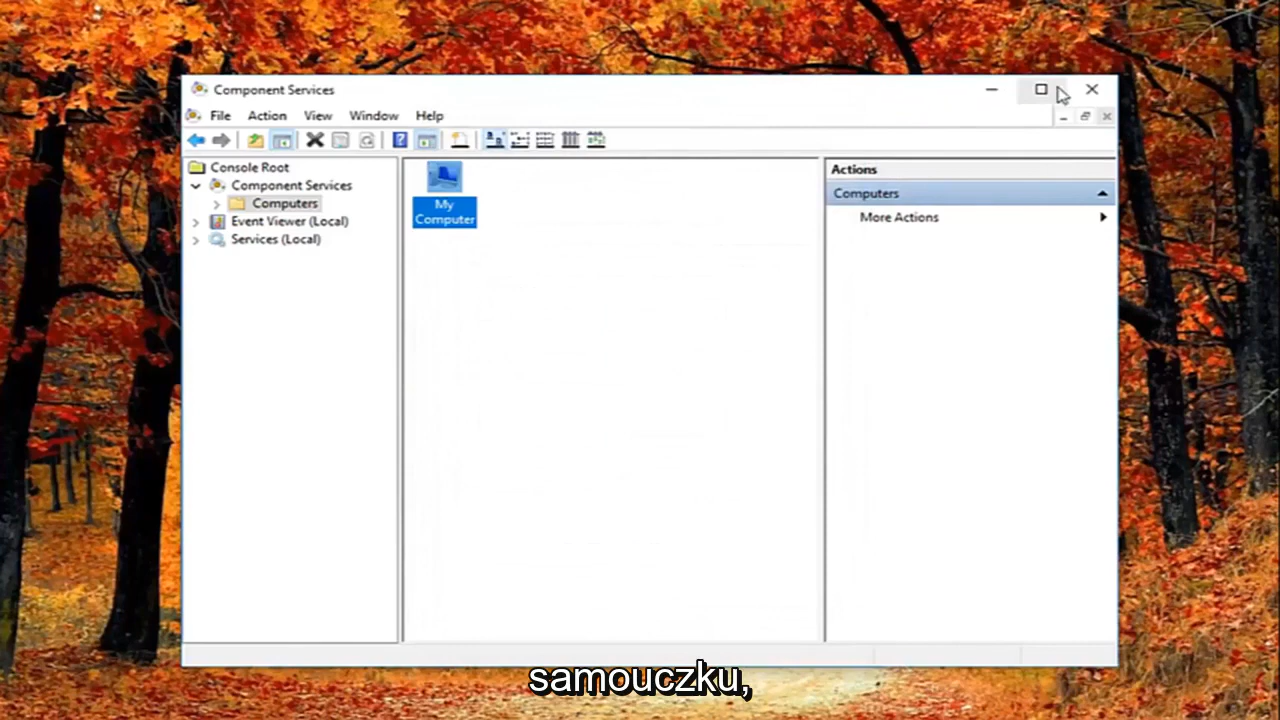 Component Services
File Action View Window Help
Console Root
Component Services
Computers
Event Viewer (Local)
Services (Local)
My
Computer
Actions
Computers
More Actions
samouczku,